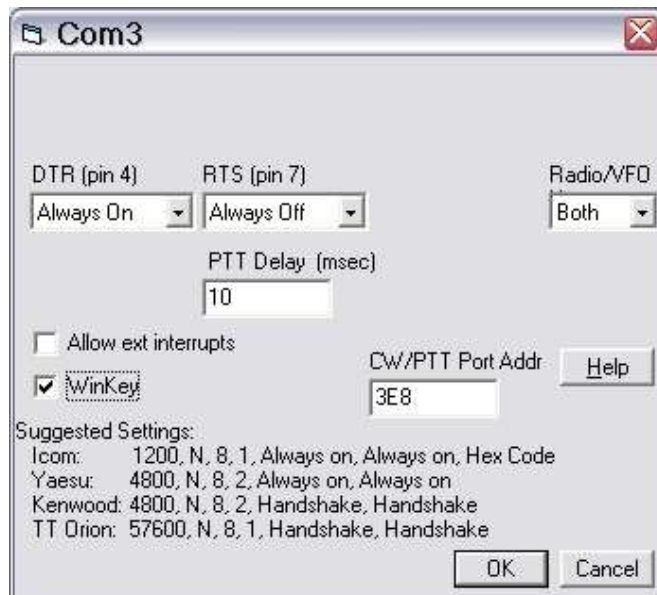 Com3
DTR (pin 4) RTS (pin 7) Radio/VFO
Always On Always Off Both
PTT Delay (msec)
10
Allow ext interrupts
CW/PTT Port Addr Help
WinKey
3E8
Suggested Settings:
Icom: 1200, N, 8, 1, Always on, Always on, Hex Code
Yaesu: 4800, N, 8, 2, Always on, Always on
Kenwood: 4800, N, 8, 2, Handshake, Handshake
TT Orion: 57600, N, 8, 1, Handshake, Handshake
OK Cancel